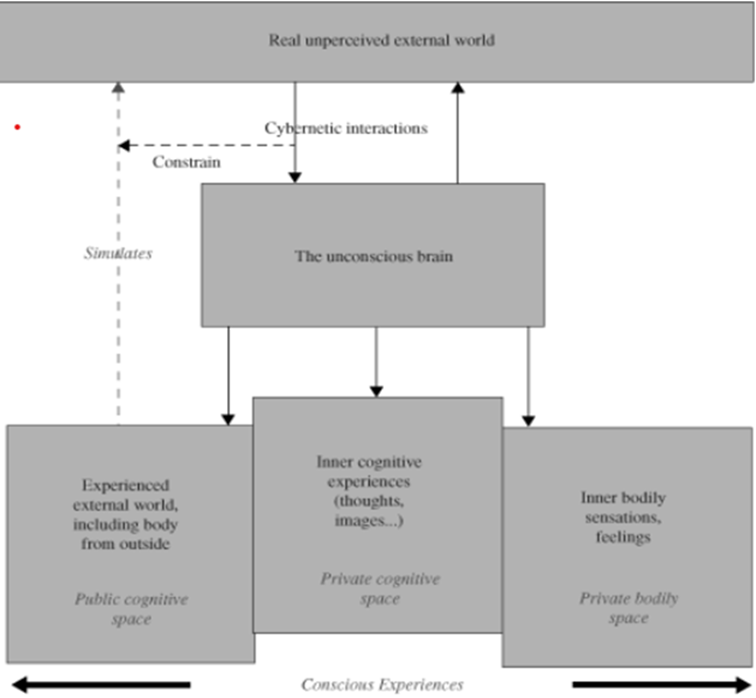 Real unperceived external world
Cybernetic interactions
Constrain
Simulates
The unconscious brain
Experienced
external world,
including body
from outside
Public cognitive
space
Inner cognitive
experiences
(thoughts,
images...)
Private cognitive
space
Inner bodily
sensations,
feelings
Private bodily
space
Conscious Experiences